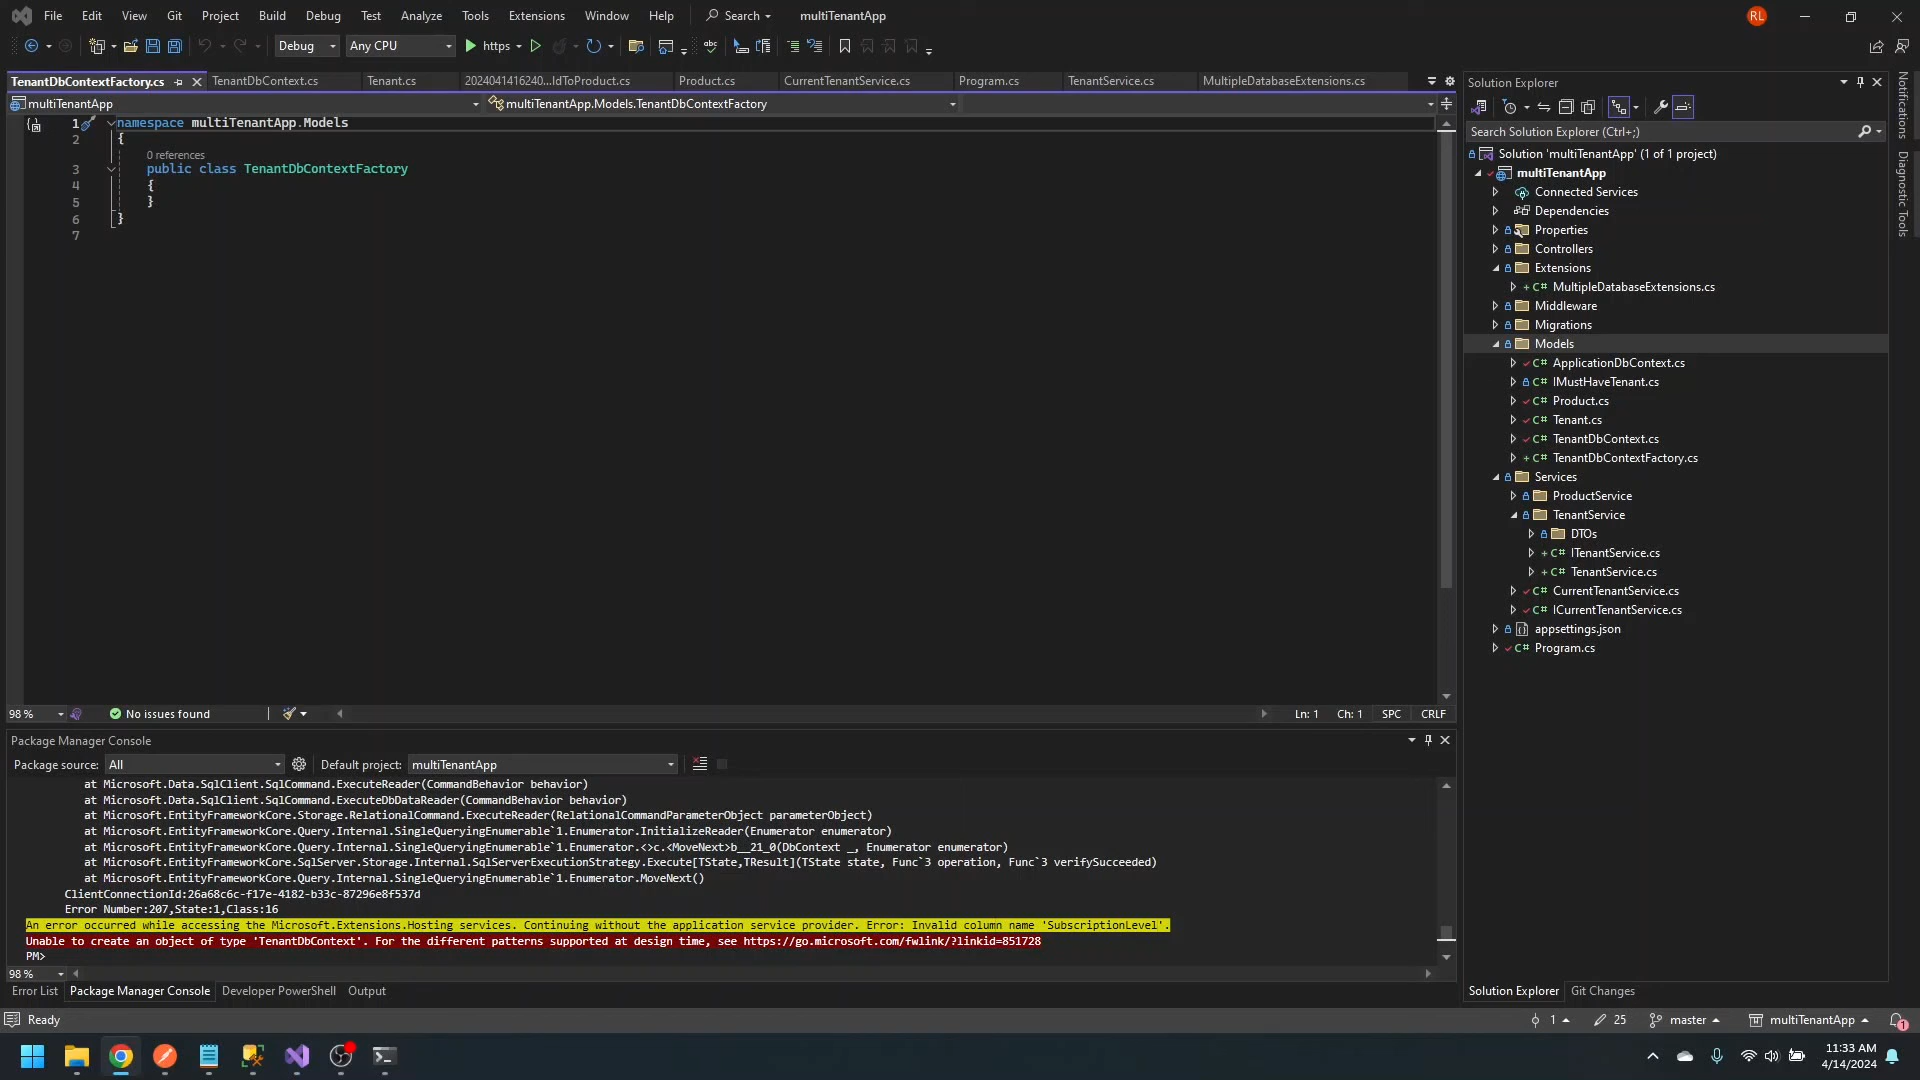 File Edit View Git Project Build Debug Test Analyze Tools Extensions Window Help Search multiTenantApp RL
Debug Any CPU https
TenantDbContextFactory.cs TenantDbContext.cs Tenant.cs 2024041416240...IdToProduct.cs Product.cs CurrentTenantService.cs Program.cs TenantService.cs MultipleDatabaseExtensions.cs
multiTenantApp multiTenantApp.Models.TenantDbContextFactory
1 namespace multiTenantApp.Models
2 {
0 references
3 public class TenantDbContextFactory
4 {
5 }
6 }
7
98 % No issues found Ln: 1 Ch: 1 SPC CRLF
Package Manager Console
Package source: All Default project: multiTenantApp
at Microsoft.Data.SqlClient.SqlCommand.ExecuteReader(CommandBehavior behavior)
at Microsoft.Data.SqlClient.SqlCommand.ExecuteDbDataReader(CommandBehavior behavior)
at Microsoft.EntityFrameworkCore.Storage.RelationalCommand.ExecuteReader(RelationalCommandParameterObject parameterObject)
at Microsoft.EntityFrameworkCore.Query.Internal.SingleQueryingEnumerable`1.Enumerator.InitializeReader(Enumerator enumerator)
at Microsoft.EntityFrameworkCore.Query.Internal.SingleQueryingEnumerable`1.Enumerator.<>c.<MoveNext>b__21_0(DbContext _, Enumerator enumerator)
at Microsoft.EntityFrameworkCore.SqlServer.Storage.Internal.SqlServerExecutionStrategy.Execute[TState,TResult](TState state, Func`3 operation, Func`3 verifySucceeded)
at Microsoft.EntityFrameworkCore.Query.Internal.SingleQueryingEnumerable`1.Enumerator.MoveNext()
ClientConnectionId:26a68c6c-f17e-4182-b33c-87296e8f537d
Error Number:207,State:1,Class:16
An error occurred while accessing the Microsoft.Extensions.Hosting services. Continuing without the application service provider. Error: Invalid column name 'SubscriptionLevel'.
Unable to create an object of type 'TenantDbContext'. For the different patterns supported at design time, see https://go.microsoft.com/fwlink/?linkid=851728
PM>
98 %
Error List Package Manager Console Developer PowerShell Output
Solution Explorer
Search Solution Explorer (Ctrl+;)
Solution 'multiTenantApp' (1 of 1 project)
multiTenantApp
Connected Services
Dependencies
Properties
Controllers
Extensions
C# MultipleDatabaseExtensions.cs
Middleware
Migrations
Models
C# ApplicationDbContext.cs
C# IMustHaveTenant.cs
C# Product.cs
C# Tenant.cs
C# TenantDbContext.cs
C# TenantDbContextFactory.cs
Services
ProductService
TenantService
DTOs
C# ITenantService.cs
C# TenantService.cs
C# CurrentTenantService.cs
C# ICurrentTenantService.cs
appsettings.json
C# Program.cs
Solution Explorer Git Changes
Notifications
Diagnostic Tools
Ready 1 25 master multiTenantApp 1
11:33 AM
4/14/2024